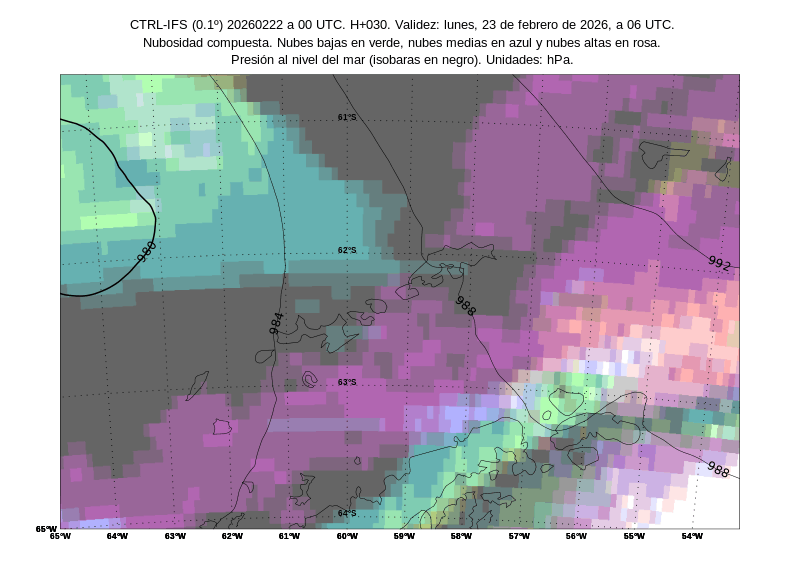 CTRL-IFS (0.1º) 20260222 a 00 UTC. H+030. Validez: lunes, 23 de febrero de 2026, a 06 UTC.
Nubosidad compuesta. Nubes bajas en verde, nubes medias en azul y nubes altas en rosa.
Presión al nivel del mar (isobaras en negro). Unidades: hPa.
61°S
980
62°S
992
988
984
63°S
988
64°S
65°W
65°W 64°W 63°W 62°W 61°W 60°W 59°W 58°W 57°W 56°W 55°W 54°W